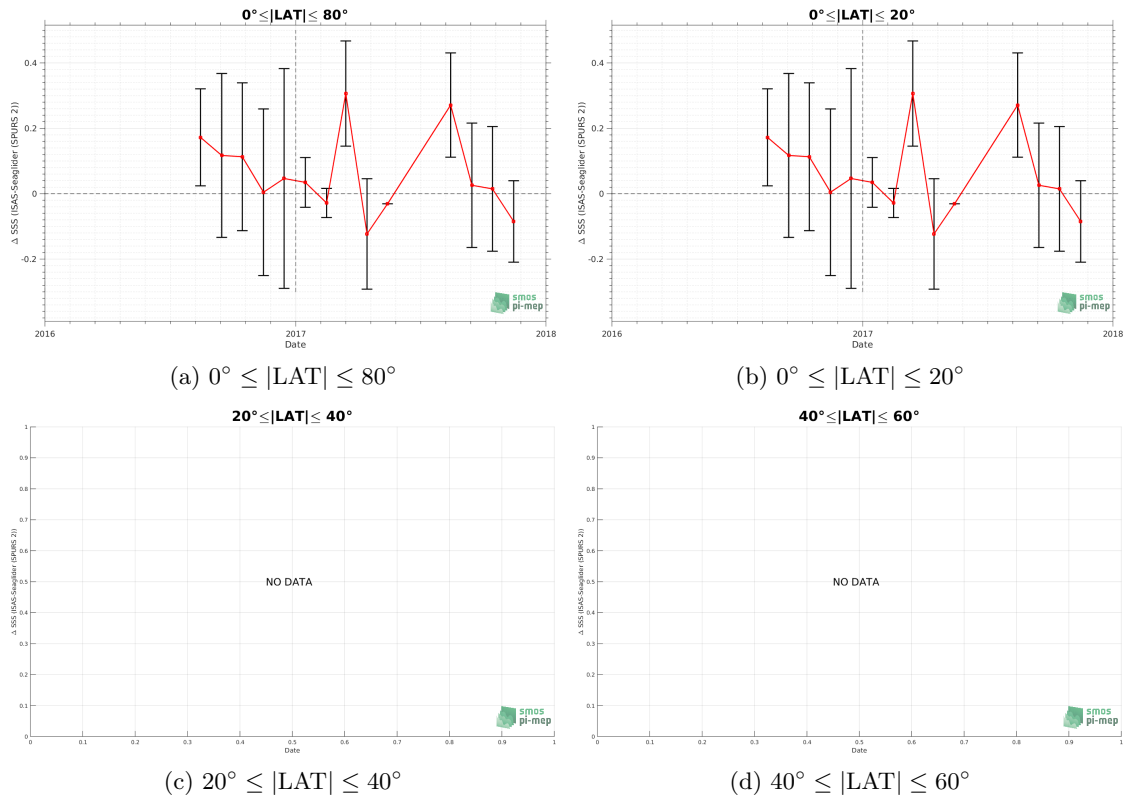 0°≤|LAT|≤ 80°
Δ SSS (ISAS-Seaglider (SPURS 2))
0.4
0.2
0
-0.2
2016
2017
2018
Date
smos
pi-mep
(a) 0° ≤ |LAT| ≤ 80°
0°≤|LAT|≤ 20°
Δ SSS (ISAS-Seaglider (SPURS 2))
0.4
0.2
0
-0.2
2016
2017
2018
Date
smos
pi-mep
(b) 0° ≤ |LAT| ≤ 20°
20°≤|LAT|≤ 40°
Δ SSS (ISAS-Seaglider (SPURS 2))
1
0.9
0.8
0.7
0.6
0.5
0.4
0.3
0.2
0.1
0
NO DATA
0 0.1 0.2 0.3 0.4 0.5 0.6 0.7 0.8 0.9 1
Date
smos
pi-mep
(c) 20° ≤ |LAT| ≤ 40°
40°≤|LAT|≤ 60°
Δ SSS (ISAS-Seaglider (SPURS 2))
1
0.9
0.8
0.7
0.6
0.5
0.4
0.3
0.2
0.1
0
NO DATA
0 0.1 0.2 0.3 0.4 0.5 0.6 0.7 0.8 0.9 1
Date
smos
pi-mep
(d) 40° ≤ |LAT| ≤ 60°